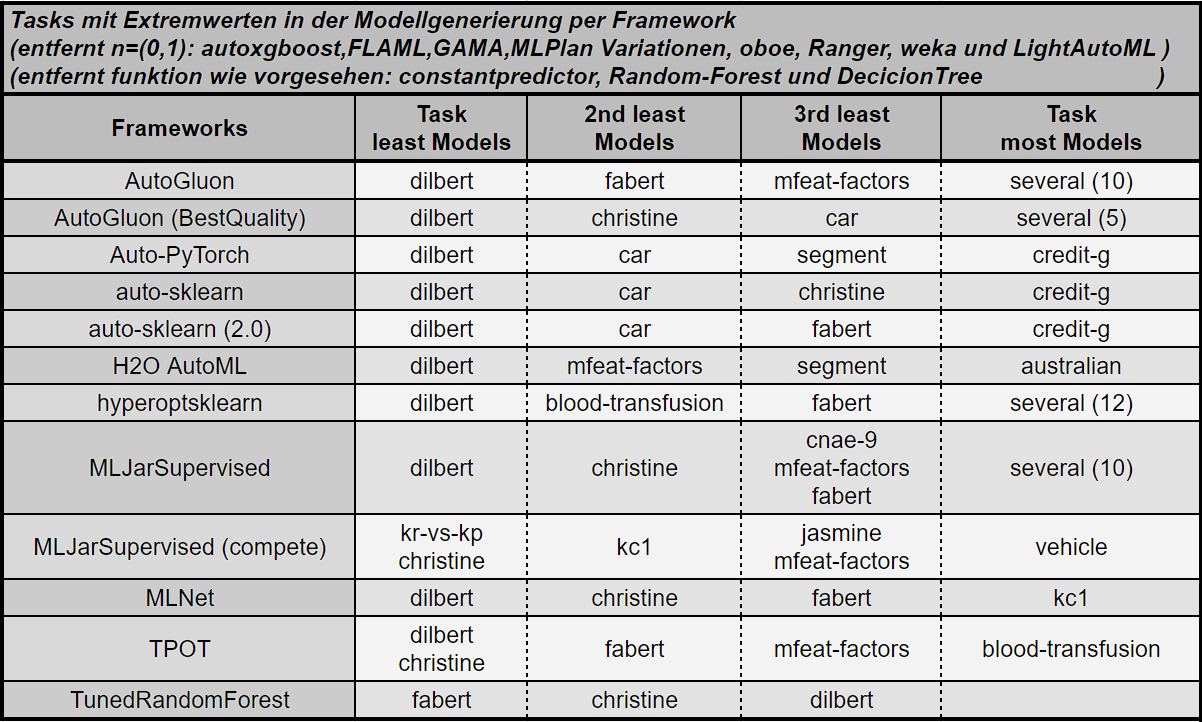 Tasks mit Extremwerten in der Modellgenerierung per Framework
(entfernt n=(0,1): autoxgboost,FLAML,GAMA,MLPlan Variationen, oboe, Ranger, weka und LightAutoML )
(entfernt funktion wie vorgesehen: constantpredictor, Random-Forest und DecicionTree )
Frameworks Task least Models 2nd least Models 3rd least Models Task most Models
AutoGluon dilbert fabert mfeat-factors several (10)
AutoGluon (BestQuality) dilbert christine car several (5)
Auto-PyTorch dilbert car segment credit-g
auto-sklearn dilbert car christine credit-g
auto-sklearn (2.0) dilbert car fabert credit-g
H2O AutoML dilbert mfeat-factors segment australian
hyperoptsklearn dilbert blood-transfusion fabert several (12)
MLJarSupervised dilbert christine cnae-9 mfeat-factors fabert several (10)
MLJarSupervised (compete) kr-vs-kp christine kc1 jasmine mfeat-factors vehicle
MLNet dilbert christine fabert kc1
TPOT dilbert christine fabert mfeat-factors blood-transfusion
TunedRandomForest fabert christine dilbert